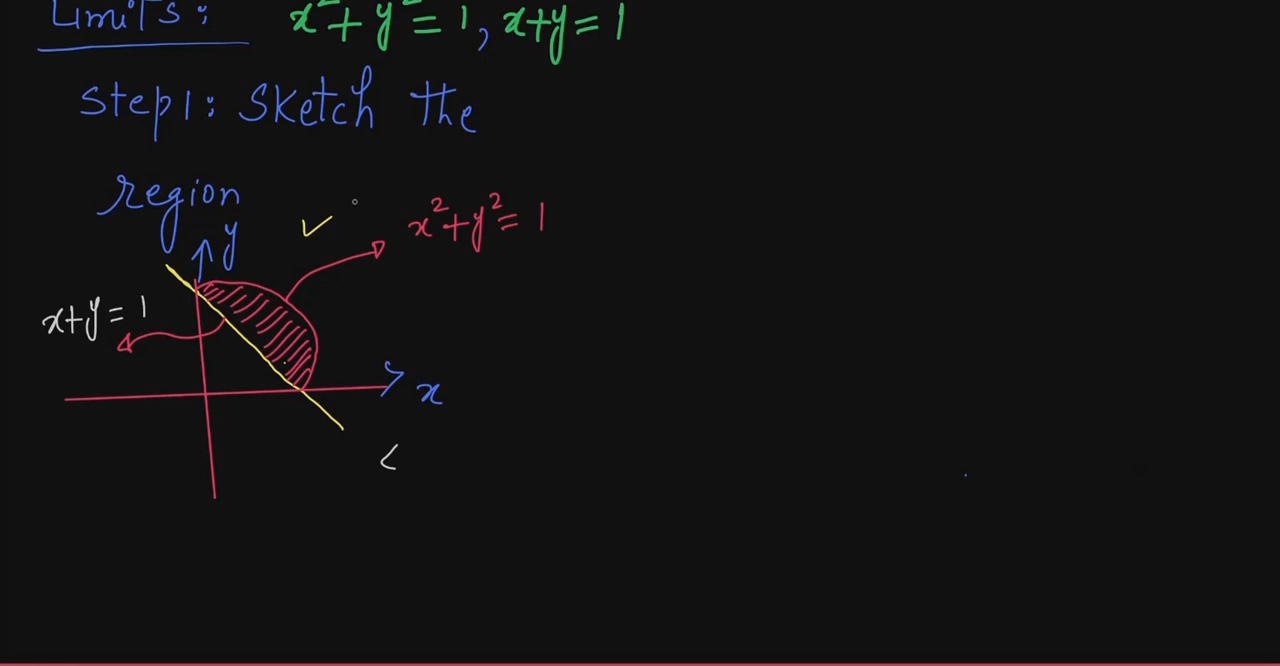 Limits: x²+y²=1, x+y=1
Step1: Sketch the
region
y
x²+y²=1
x+y=1
x
<